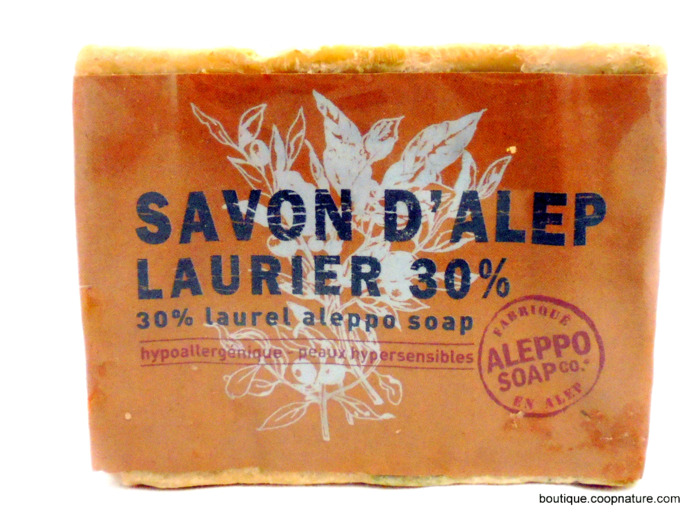 SAVON D'ALEP
LAURIER 30%
30% laurel aleppo soap
hypoallergénique - peaux hypersensibles
FABRIQUÉ
ALEPPO
SOAP CO.
EN ALEP
boutique.coopnature.com